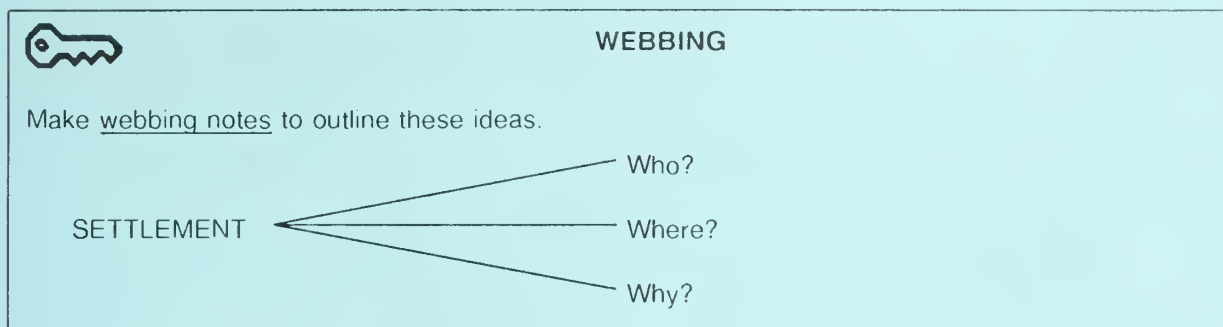 WEBBING
Make webbing notes to outline these ideas.
Who?
SETTLEMENT
Where?
Why?